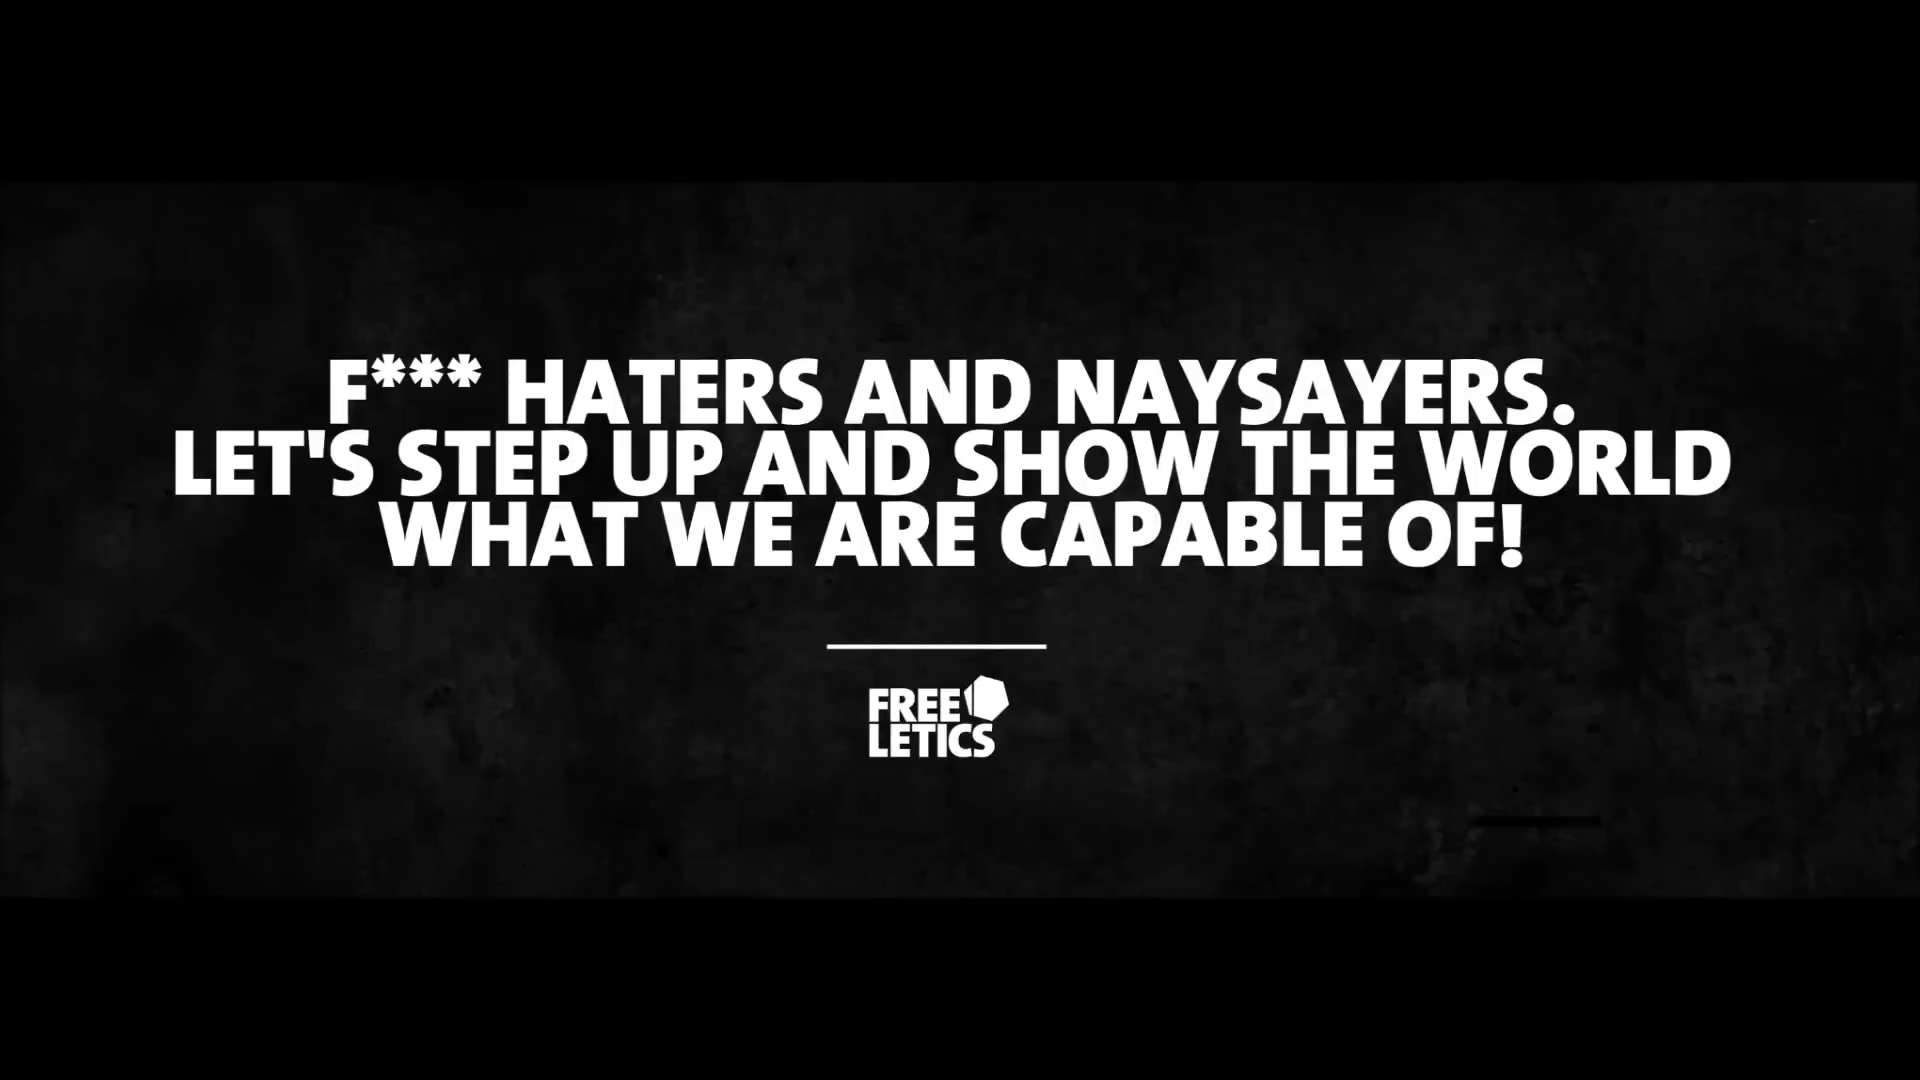 F*** HATERS AND NAYSAYERS.
LET'S STEP UP AND SHOW THE WORLD
WHAT WE ARE CAPABLE OF!
FREE
LETICS